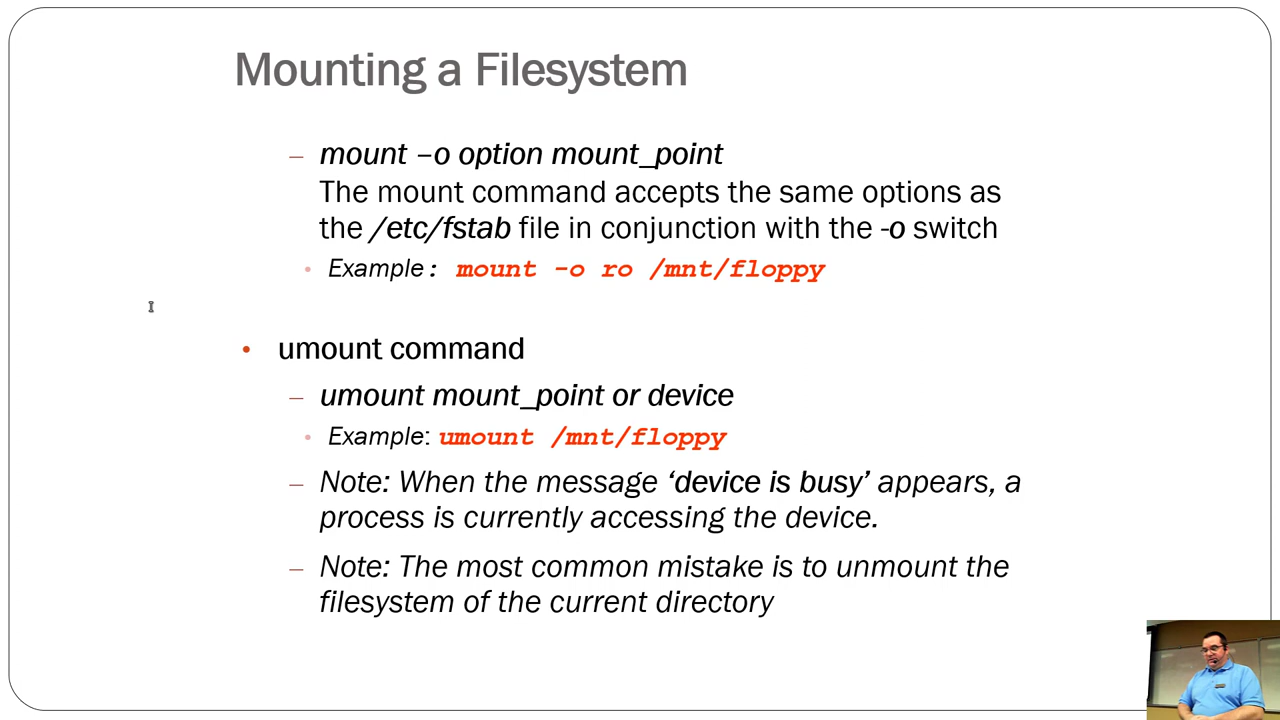 Mounting a Filesystem
– mount –o option mount_point
The mount command accepts the same options as
the /etc/fstab file in conjunction with the -o switch
• Example: mount -o ro /mnt/floppy
• umount command
– umount mount_point or device
• Example: umount /mnt/floppy
– Note: When the message ‘device is busy’ appears, a
process is currently accessing the device.
– Note: The most common mistake is to unmount the
filesystem of the current directory